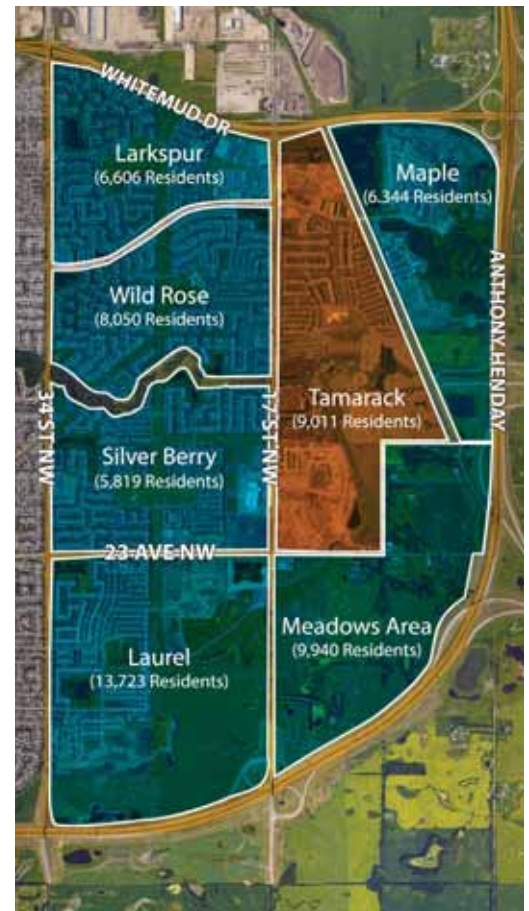 WHITEMUD DR
Larkspur
(6,606 Residents)
Maple
(6.344 Residents)
Wild Rose
(8,050 Residents)
ANTHONY HENDAY
Tamarack
(9,011 Residents)
34 ST NW
17 ST NW
Silver Berry
(5,819 Residents)
23 AVE NW
Meadows Area
(9,940 Residents)
Laurel
(13,723 Residents)